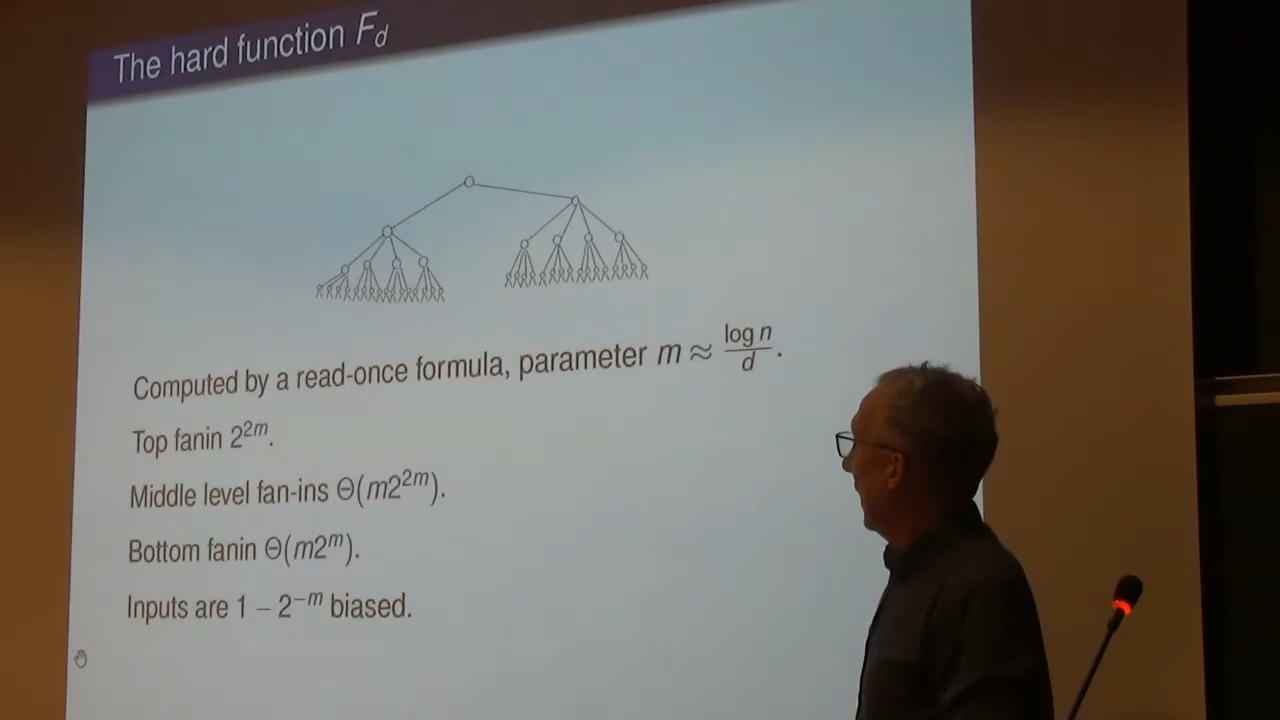 The hard function F_d
Computed by a read-once formula, parameter m ≈ log n / d.
Top fanin 2^{2m}.
Middle level fan-ins Θ(m2^{2m}).
Bottom fanin Θ(m2^m).
Inputs are 1 – 2^{-m} biased.